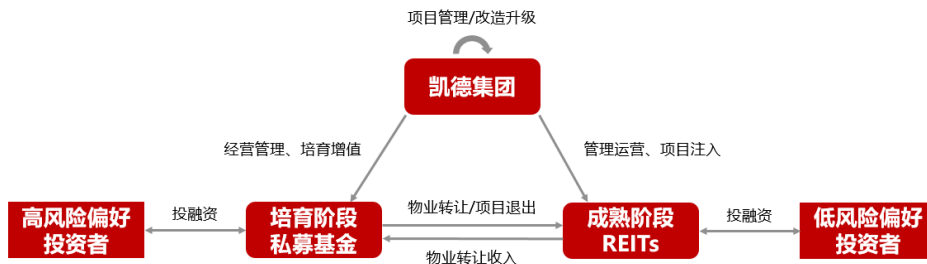 项目管理/改造升级
凯德集团
经营管理、培育增值
管理运营、项目注入
高风险偏好
投资者
投融资
培育阶段
私募基金
物业转让/项目退出
物业转让收入
成熟阶段
REITs
投融资
低风险偏好
投资者